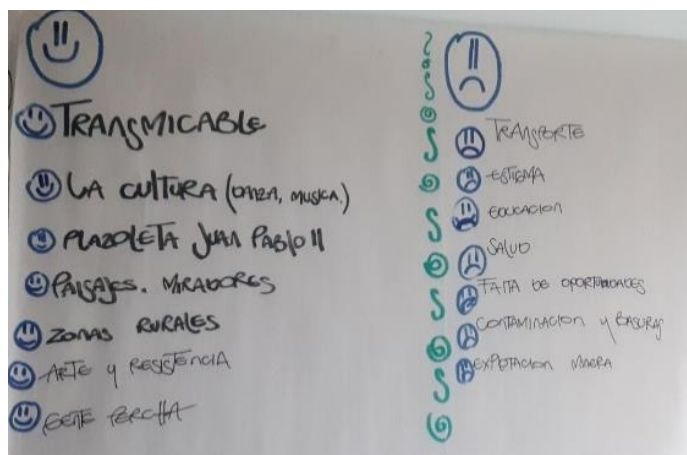 TRANSMICABLE
LA CULTURA (DANZA, MUSICA.)
PLAZOLETA JUAN PABLO II
PAISAJES. MIRADORES
ZONAS RURALES
ARTE Y RESISTENCIA
GENTE PERCHA
TRANSPORTE
ESTIGMA
EDUCACION
SALUD
FALTA DE OPORTUNIDADES
CONTAMINACION Y BASURAS
EXPLOTACION MINERA